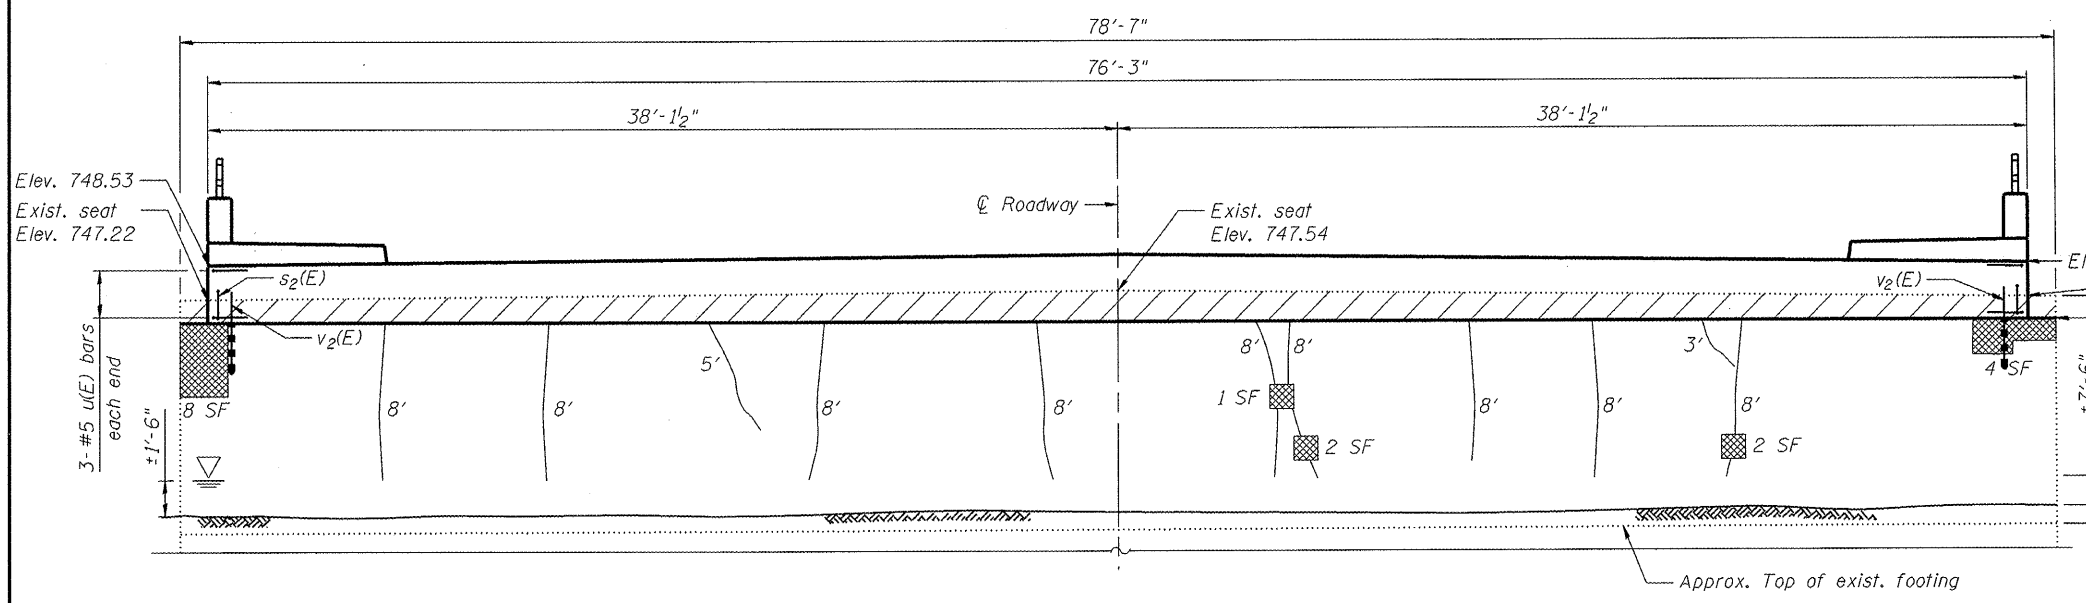 78'-7"
76'-3"
38'-1½"
38'-1½"
Elev. 748.53
Exist. seat
Elev. 747.22
℄ Roadway
Exist. seat
Elev. 747.54
El
s2(E)
v2(E)
v2(E)
3-#5 u(E) bars
each end
±1'-6"
8 SF
8'
8'
5'
8'
8'
8'
8'
1 SF
2 SF
8'
8'
3'
8'
2 SF
4 SF
±7'-6"
Approx. Top of exist. footing